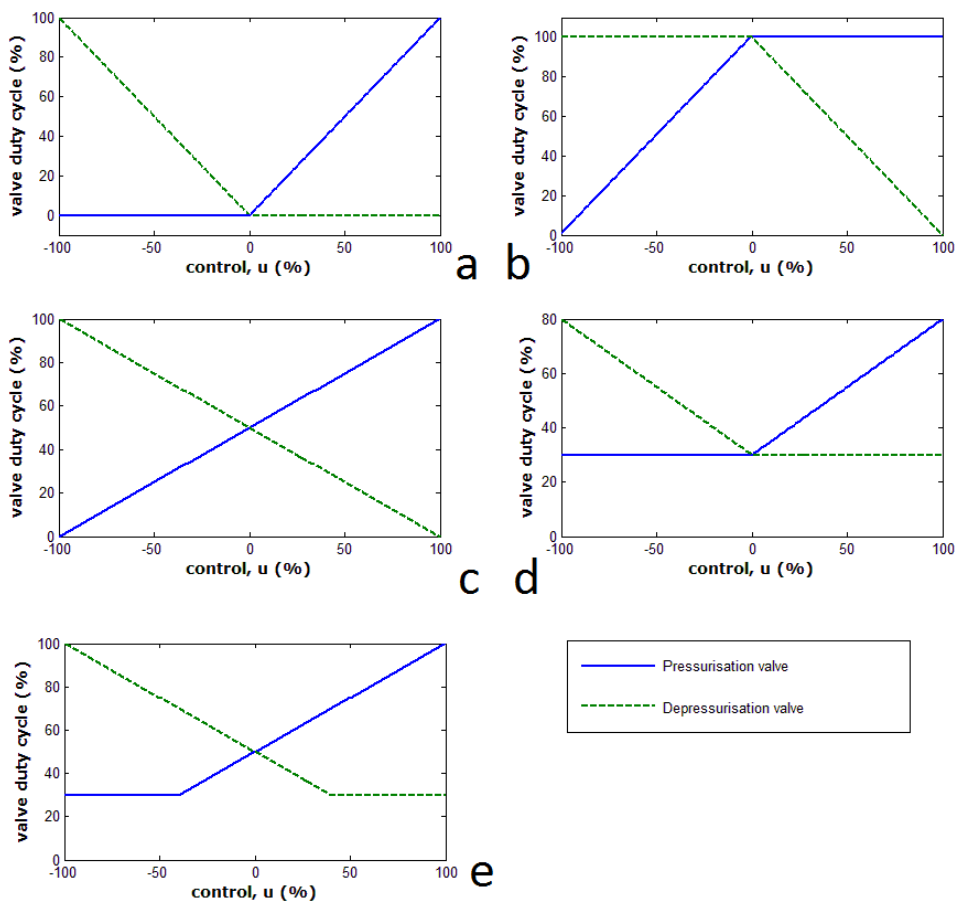 100
80
60
40
20
0
-100 -50 0 50 100
valve duty cycle (%)
control, u (%)
a
100
80
60
40
20
0
-100 -50 0 50 100
valve duty cycle (%)
control, u (%)
b
100
80
60
40
20
0
-100 -50 0 50 100
valve duty cycle (%)
control, u (%)
c
80
60
40
20
0
-100 -50 0 50 100
valve duty cycle (%)
control, u (%)
d
100
80
60
40
20
0
-100 -50 0 50 100
valve duty cycle (%)
control, u (%)
e
Pressurisation valve
Depressurisation valve